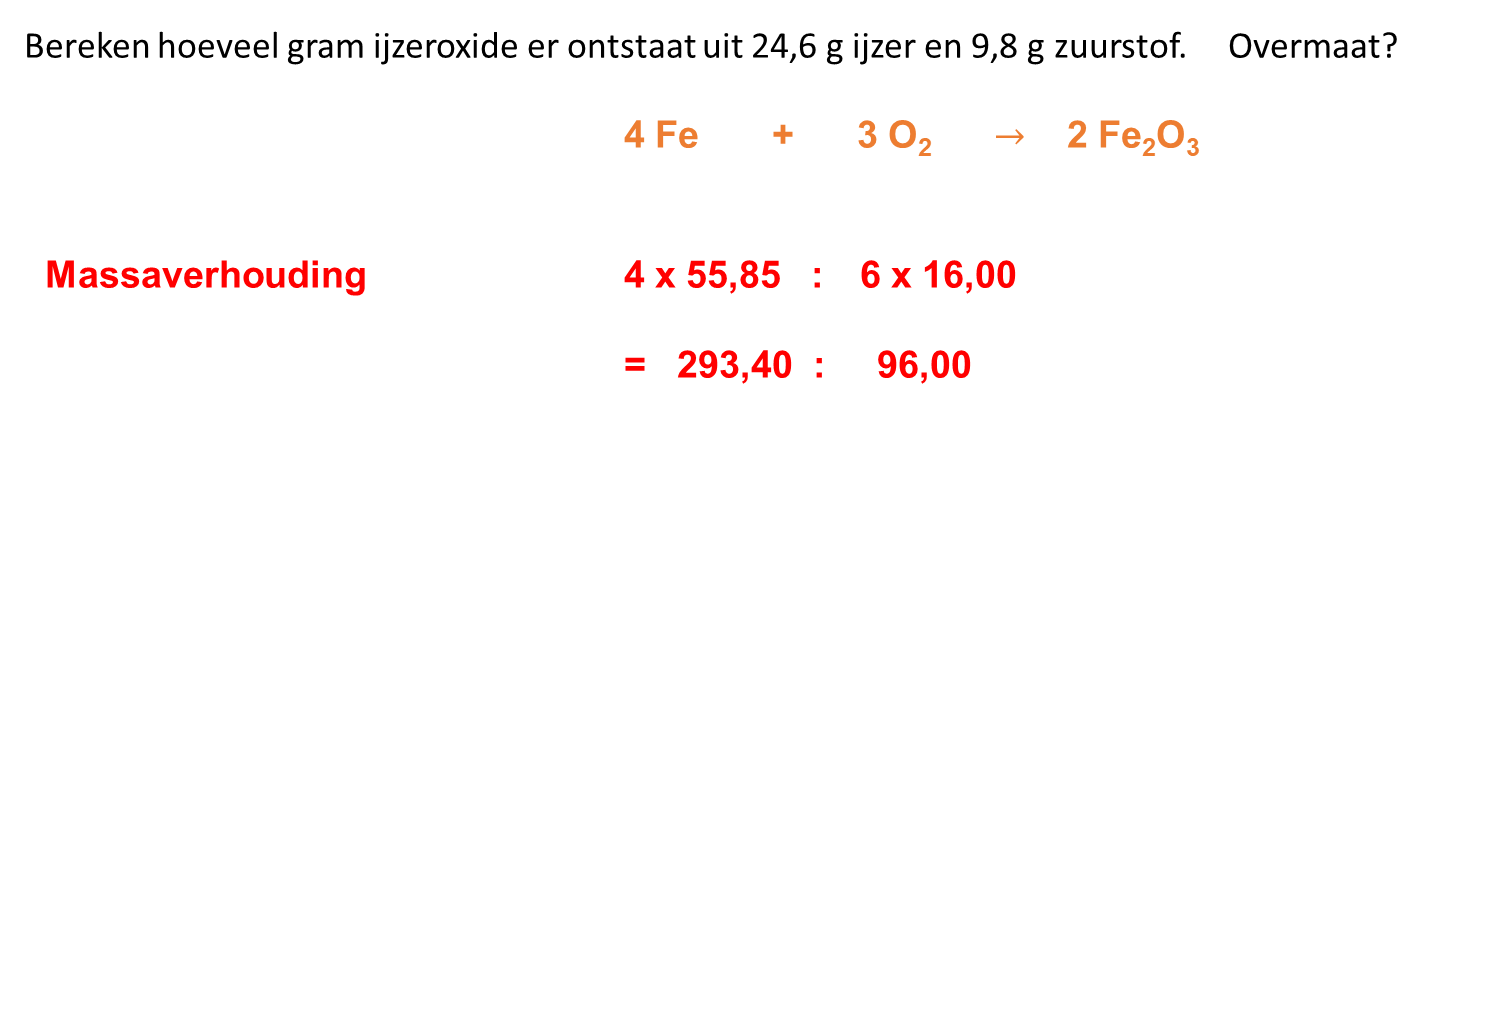 Bereken hoeveel gram ijzeroxide er ontstaat uit 24,6 g ijzer en 9,8 g zuurstof. Overmaat?
4 Fe + 3 O₂ → 2 Fe₂O₃
Massaverhouding 4 x 55,85 : 6 x 16,00
= 293,40 : 96,00